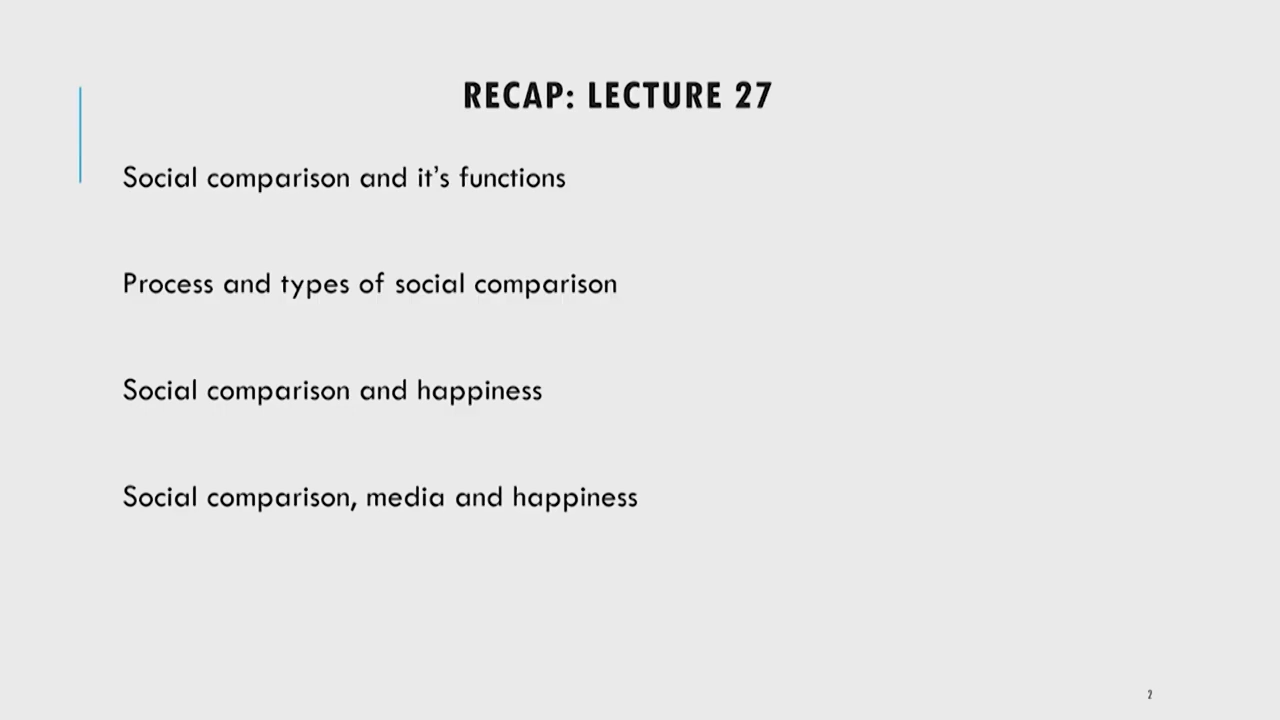 RECAP: LECTURE 27
Social comparison and it’s functions
Process and types of social comparison
Social comparison and happiness
Social comparison, media and happiness
2